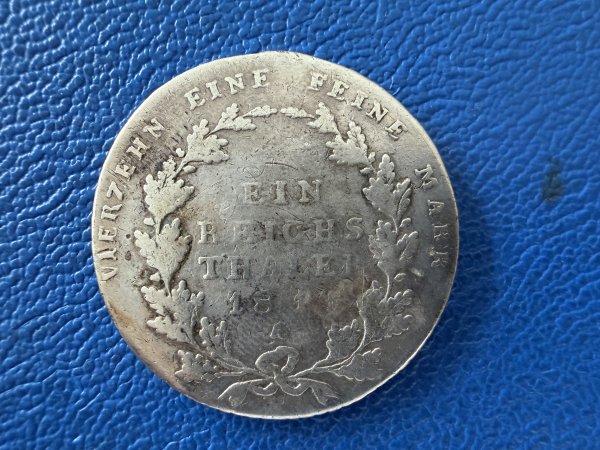 VIERZEHN EINE FEINE MARK
EIN
REICHS
THALER
A